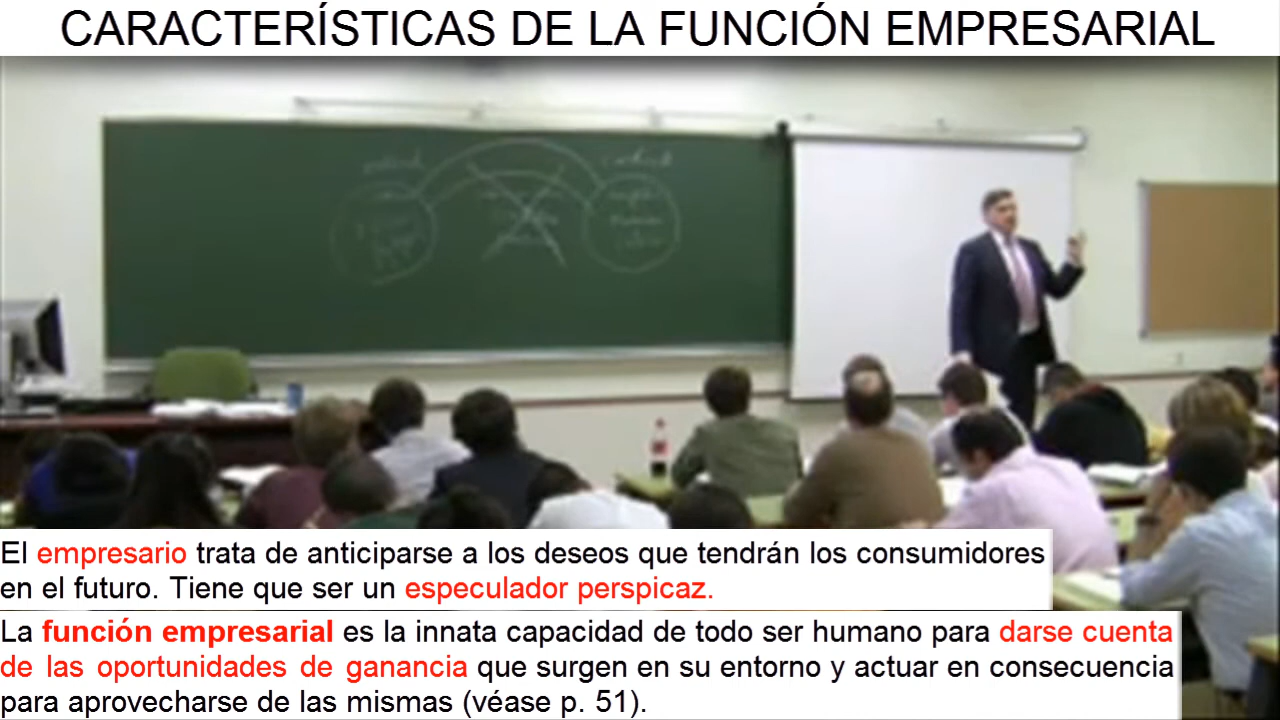 CARACTERÍSTICAS DE LA FUNCIÓN EMPRESARIAL
El empresario trata de anticiparse a los deseos que tendrán los consumidores
en el futuro. Tiene que ser un especulador perspicaz.
La función empresarial es la innata capacidad de todo ser humano para darse cuenta
de las oportunidades de ganancia que surgen en su entorno y actuar en consecuencia
para aprovecharse de las mismas (véase p. 51).